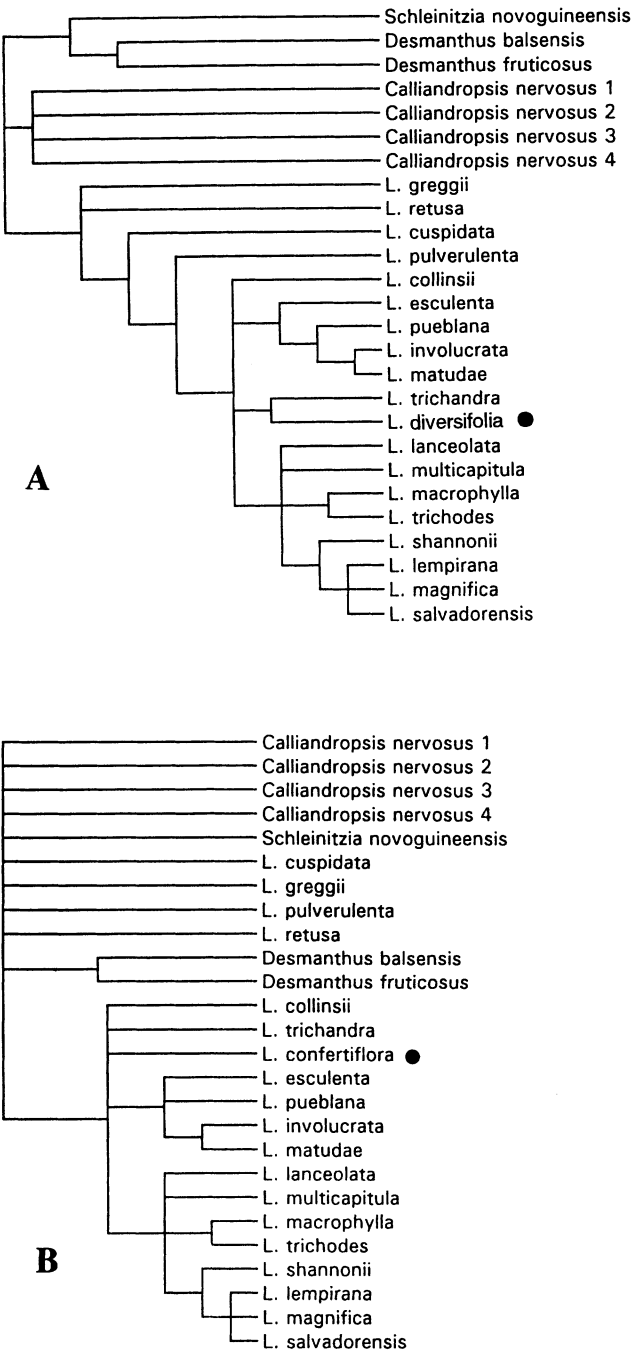 Schleinitzia novoguineensis
Desmanthus balsensis
Desmanthus fruticosus
Calliandropsis nervosus 1
Calliandropsis nervosus 2
Calliandropsis nervosus 3
Calliandropsis nervosus 4
L. greggii
L. retusa
L. cuspidata
L. pulverulenta
L. collinsii
L. esculenta
L. pueblana
L. involucrata
L. matudae
L. trichandra
L. diversifolia
L. lanceolata
A
L. multicapitula
L. macrophylla
L. trichodes
L. shannonii
L. lempirana
L. magnifica
L. salvadorensis
Calliandropsis nervosus 1
Calliandropsis nervosus 2
Calliandropsis nervosus 3
Calliandropsis nervosus 4
Schleinitzia novoguineensis
L. cuspidata
L. greggii
L. pulverulenta
L. retusa
Desmanthus balsensis
Desmanthus fruticosus
L. collinsii
L. trichandra
L. confertiflora
L. esculenta
L. pueblana
L. involucrata
L. matudae
L. lanceolata
L. multicapitula
L. macrophylla
L. trichodes
B
L. shannonii
L. lempirana
L. magnifica
L. salvadorensis